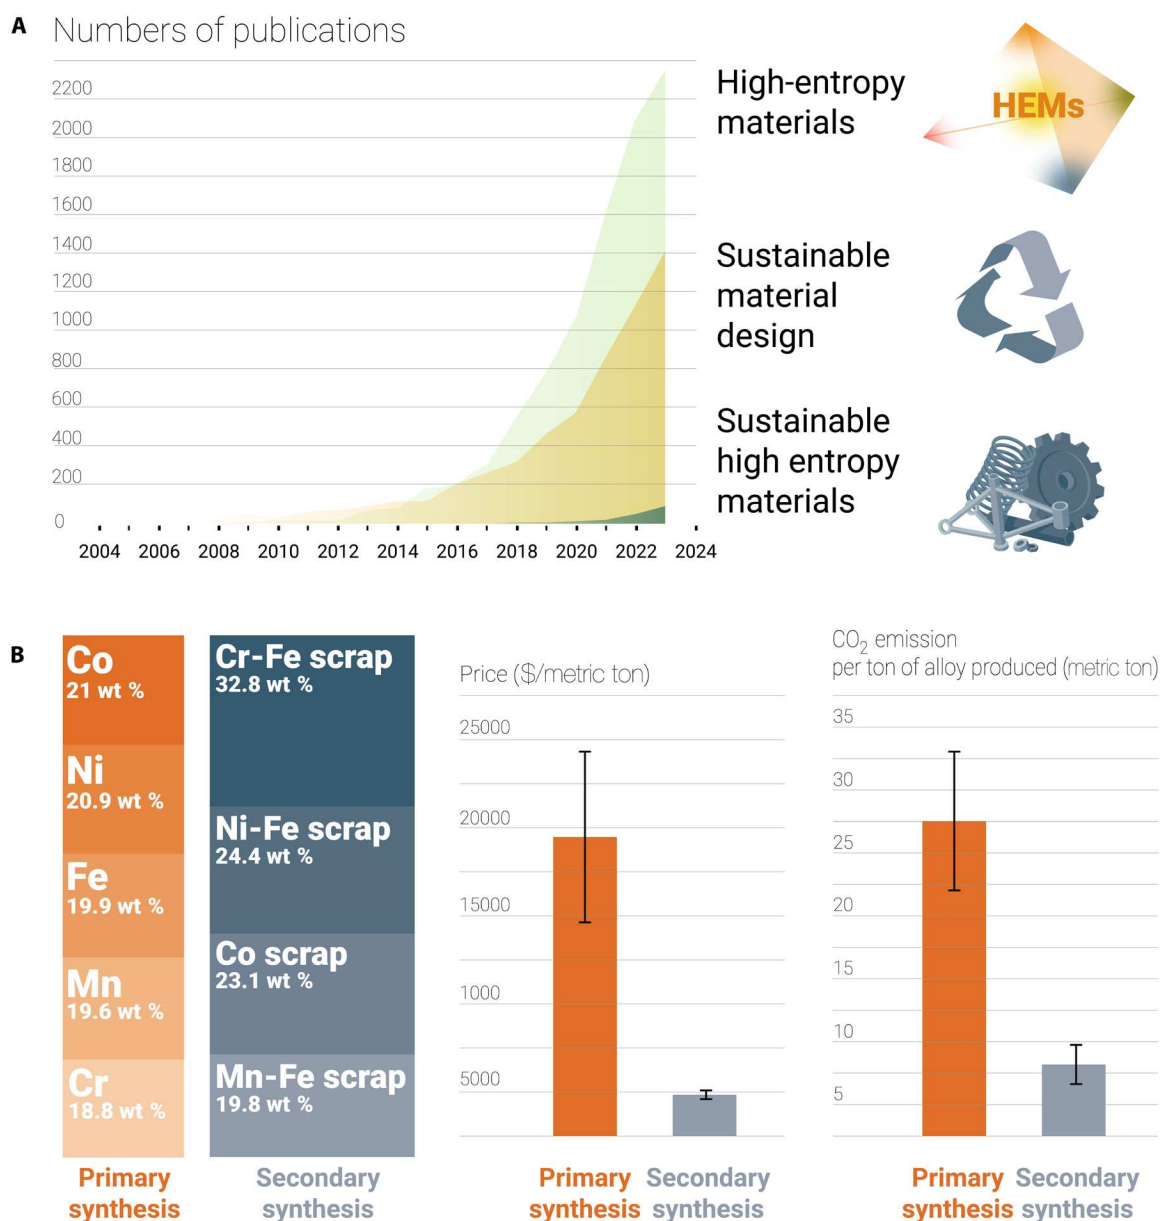 A
Numbers of publications
2200
2000
1800
1600
1400
1200
1000
800
600
400
200
0
2004 2006 2008 2010 2012 2014 2016 2018 2020 2022 2024
High-entropy
materials
HEMs
Sustainable
material
design
Sustainable
high entropy
materials
B
Co
21 wt %
Ni
20.9 wt %
Fe
19.9 wt %
Mn
19.6 wt %
Cr
18.8 wt %
Primary
synthesis
Cr-Fe scrap
32.8 wt %
Ni-Fe scrap
24.4 wt %
Co scrap
23.1 wt %
Mn-Fe scrap
19.8 wt %
Secondary
synthesis
Price ($/metric ton)
25000
20000
15000
1000
5000
Primary Secondary
synthesis synthesis
CO₂ emission
per ton of alloy produced (metric ton)
35
30
25
20
15
10
5
Primary Secondary
synthesis synthesis